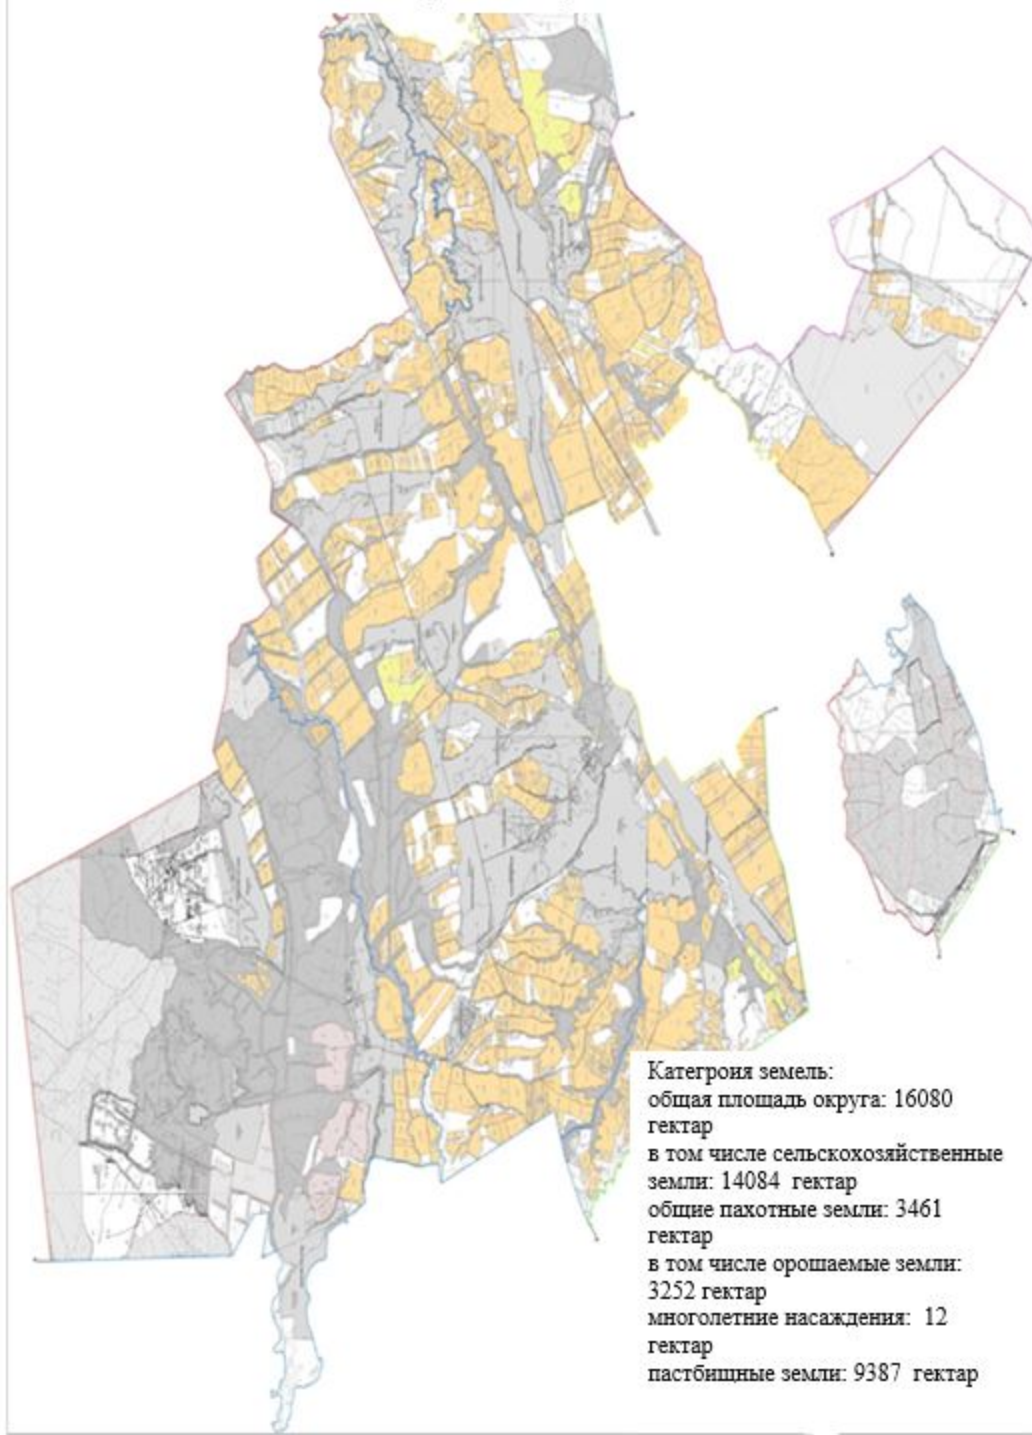 Категроия земель:
общая площадь округа: 16080
гектар
в том числе сельскохозяйственные
земли: 14084 гектар
общие пахотные земли: 3461
гектар
в том числе орошаемые земли:
3252 гектар
многолетние насаждения: 12
гектар
пастбищные земли: 9387 гектар